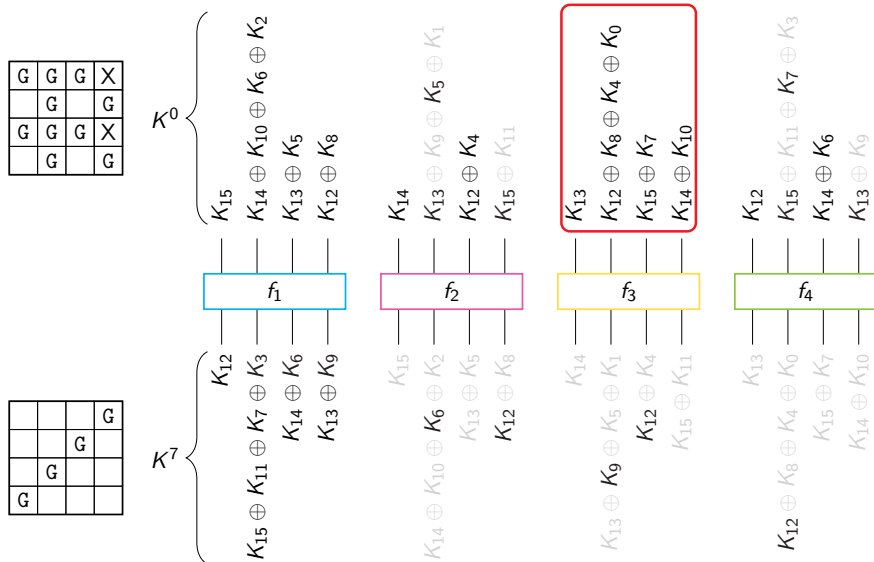 G G G X
G G
G G G X
G G
K⁰
K₁₅
K₁₄ ⊕ K₁₀ ⊕ K₆ ⊕ K₂
K₁₃ ⊕ K₅
K₁₂ ⊕ K₈
K₁₄
K₁₃ ⊕ K₉ ⊕ K₅ ⊕ K₁
K₁₂ ⊕ K₄
K₁₅ ⊕ K₁₁
K₁₃
K₁₂ ⊕ K₈ ⊕ K₄ ⊕ K₀
K₁₅ ⊕ K₇
K₁₄ ⊕ K₁₀
K₁₂
K₁₅ ⊕ K₁₁ ⊕ K₇ ⊕ K₃
K₁₄ ⊕ K₆
K₁₃ ⊕ K₉
f₁
f₂
f₃
f₄
G
G
G
G
K⁷
K₁₂
K₁₅ ⊕ K₁₁ ⊕ K₇ ⊕ K₃
K₁₄ ⊕ K₆
K₁₃ ⊕ K₉
K₁₅
K₁₄ ⊕ K₁₀ ⊕ K₆ ⊕ K₂
K₁₃ ⊕ K₅
K₁₂ ⊕ K₈
K₁₄
K₁₃ ⊕ K₉ ⊕ K₅ ⊕ K₁
K₁₂ ⊕ K₄
K₁₅ ⊕ K₁₁
K₁₃
K₁₂ ⊕ K₈ ⊕ K₄ ⊕ K₀
K₁₅ ⊕ K₇
K₁₄ ⊕ K₁₀